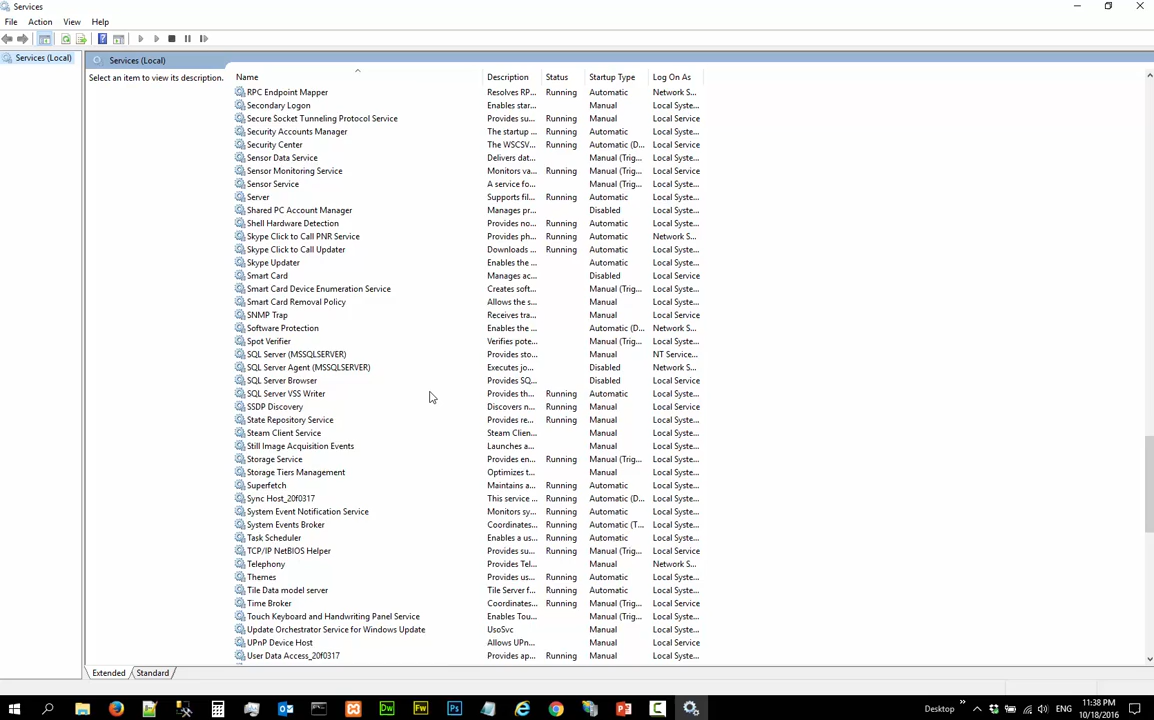 Services
File Action View Help
Services (Local)
Services (Local)
Select an item to view its description.
Name Description Status Startup Type Log On As
RPC Endpoint Mapper Resolves RP... Running Automatic Network S...
Secondary Logon Enables star... Manual Local Syste...
Secure Socket Tunneling Protocol Service Provides su... Running Manual Local Service
Security Accounts Manager The startup ... Running Automatic Local Syste...
Security Center The WSCSV... Running Automatic (D... Local Service
Sensor Data Service Delivers dat... Manual (Trig... Local Syste...
Sensor Monitoring Service Monitors va... Running Manual (Trig... Local Service
Sensor Service A service fo... Manual (Trig... Local Syste...
Server Supports fil... Running Automatic Local Syste...
Shared PC Account Manager Manages pr... Disabled Local Syste...
Shell Hardware Detection Provides no... Running Automatic Local Syste...
Skype Click to Call PNR Service Provides ph... Running Automatic Network S...
Skype Click to Call Updater Downloads ... Running Automatic Local Syste...
Skype Updater Enables the ... Automatic Local Syste...
Smart Card Manages ac... Disabled Local Service
Smart Card Device Enumeration Service Creates soft... Manual (Trig... Local Syste...
Smart Card Removal Policy Allows the s... Manual Local Syste...
SNMP Trap Receives tra... Manual Local Service
Software Protection Enables the ... Automatic (D... Network S...
Spot Verifier Verifies pote... Manual (Trig... Local Syste...
SQL Server (MSSQLSERVER) Provides sto... Manual NT Service...
SQL Server Agent (MSSQLSERVER) Executes jo... Disabled Network S...
SQL Server Browser Provides SQ... Disabled Local Service
SQL Server VSS Writer Provides th... Running Automatic Local Syste...
SSDP Discovery Discovers n... Running Manual Local Service
State Repository Service Provides re... Running Manual Local Syste...
Steam Client Service Steam Clien... Manual Local Syste...
Still Image Acquisition Events Launches a... Manual Local Syste...
Storage Service Provides en... Running Manual (Trig... Local Syste...
Storage Tiers Management Optimizes t... Manual Local Syste...
Superfetch Maintains a... Running Automatic Local Syste...
Sync Host_20f0317 This service ... Running Automatic (D... Local Syste...
System Event Notification Service Monitors sy... Running Automatic Local Syste...
System Events Broker Coordinates... Running Automatic (T... Local Syste...
Task Scheduler Enables a us... Running Automatic Local Syste...
TCP/IP NetBIOS Helper Provides su... Running Manual (Trig... Local Service
Telephony Provides Tel... Manual Network S...
Themes Provides us... Running Automatic Local Syste...
Tile Data model server Tile Server f... Running Automatic Local Syste...
Time Broker Coordinates... Running Manual (Trig... Local Service
Touch Keyboard and Handwriting Panel Service Enables Tou... Manual (Trig... Local Syste...
Update Orchestrator Service for Windows Update UsoSvc Manual Local Syste...
UPnP Device Host Allows UPn... Manual Local Service
User Data Access_20f0317 Provides ap... Running Manual Local Syste...
Extended Standard
Desktop ENG 11:38 PM
10/18/2016